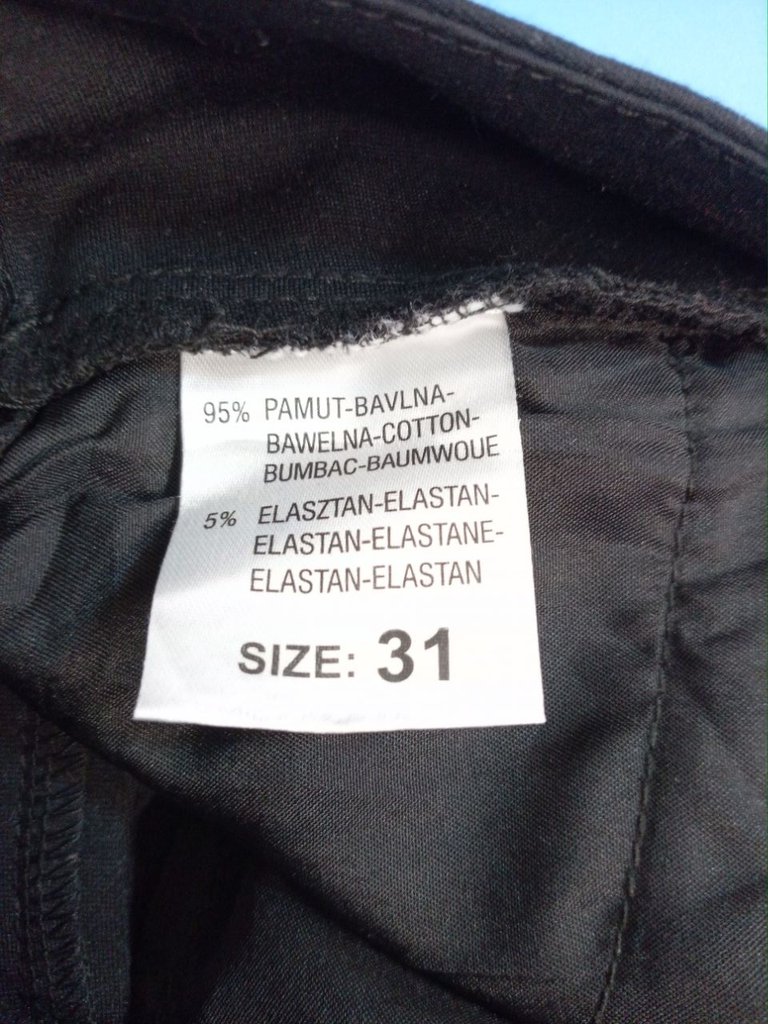 95% PAMUT-BAVLNA-
BAWELNA-COTTON-
BUMBAC-BAUMWOUE
5% ELASZTAN-ELASTAN-
ELASTAN-ELASTANE-
ELASTAN-ELASTAN
SIZE: 31